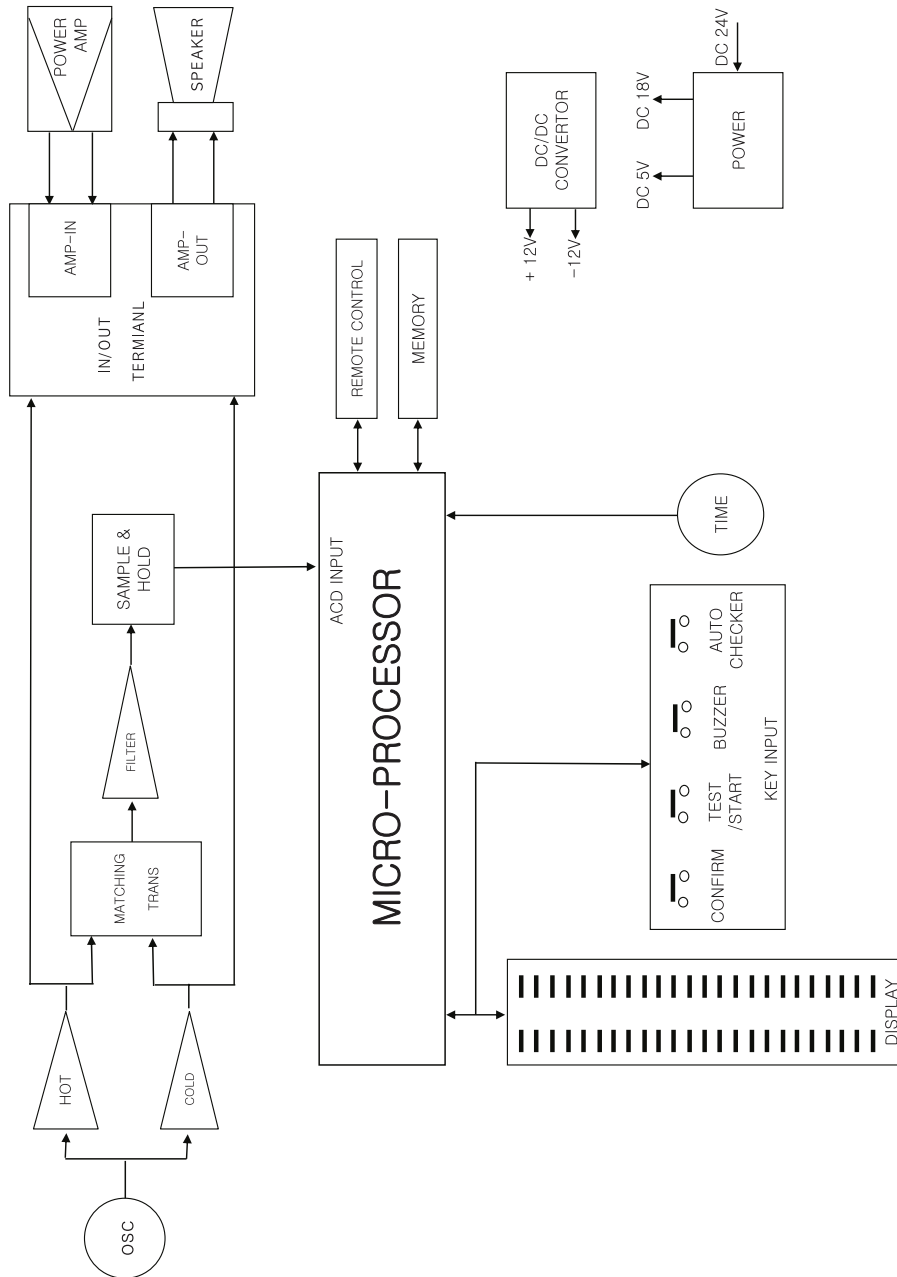 OSC
HOT
COLD
MATCHING
TRANS
FILTER
SAMPLE &
HOLD
IN/OUT
TERMIANL
AMP-IN
AMP-
OUT
POWER
AMP
SPEAKER
ACD INPUT
MICRO-PROCESSOR
REMOTE CONTROL
MEMORY
DISPLAY
CONFIRM
TEST
/START
BUZZER
AUTO
CHECKER
KEY INPUT
TIME
+ 12V
-12V
DC/DC
CONVERTOR
DC 5V
DC 18V
DC 24V
POWER